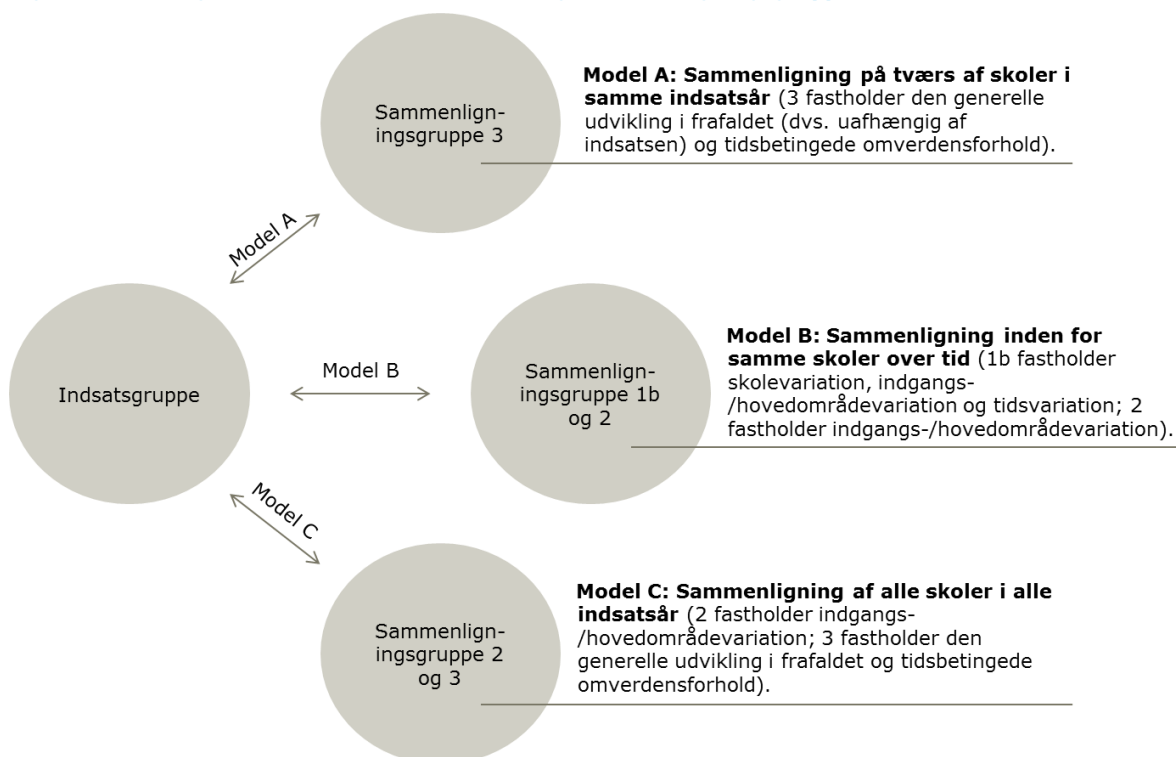 Sammenlign-
ingsgruppe 3
Model A: Sammenligning på tværs af skoler i
samme indsatsår (3 fastholder den generelle
udvikling i frafaldet (dvs. uafhængig af
indsatsen) og tidsbetingede omverdensforhold).
Model A
Indsatsgruppe
Model B
Sammenlign-
ingsgruppe 1b
og 2
Model B: Sammenligning inden for
samme skoler over tid (1b fastholder
skolevariation, indgangs-
/hovedområdevariation og tidsvariation; 2
fastholder indgangs-/hovedområdevariation).
Model C
Sammenlign-
ingsgruppe 2
og 3
Model C: Sammenligning af alle skoler i alle
indsatsår (2 fastholder indgangs-
/hovedområdevariation; 3 fastholder den
generelle udvikling i frafaldet og tidsbetingede
omverdensforhold).